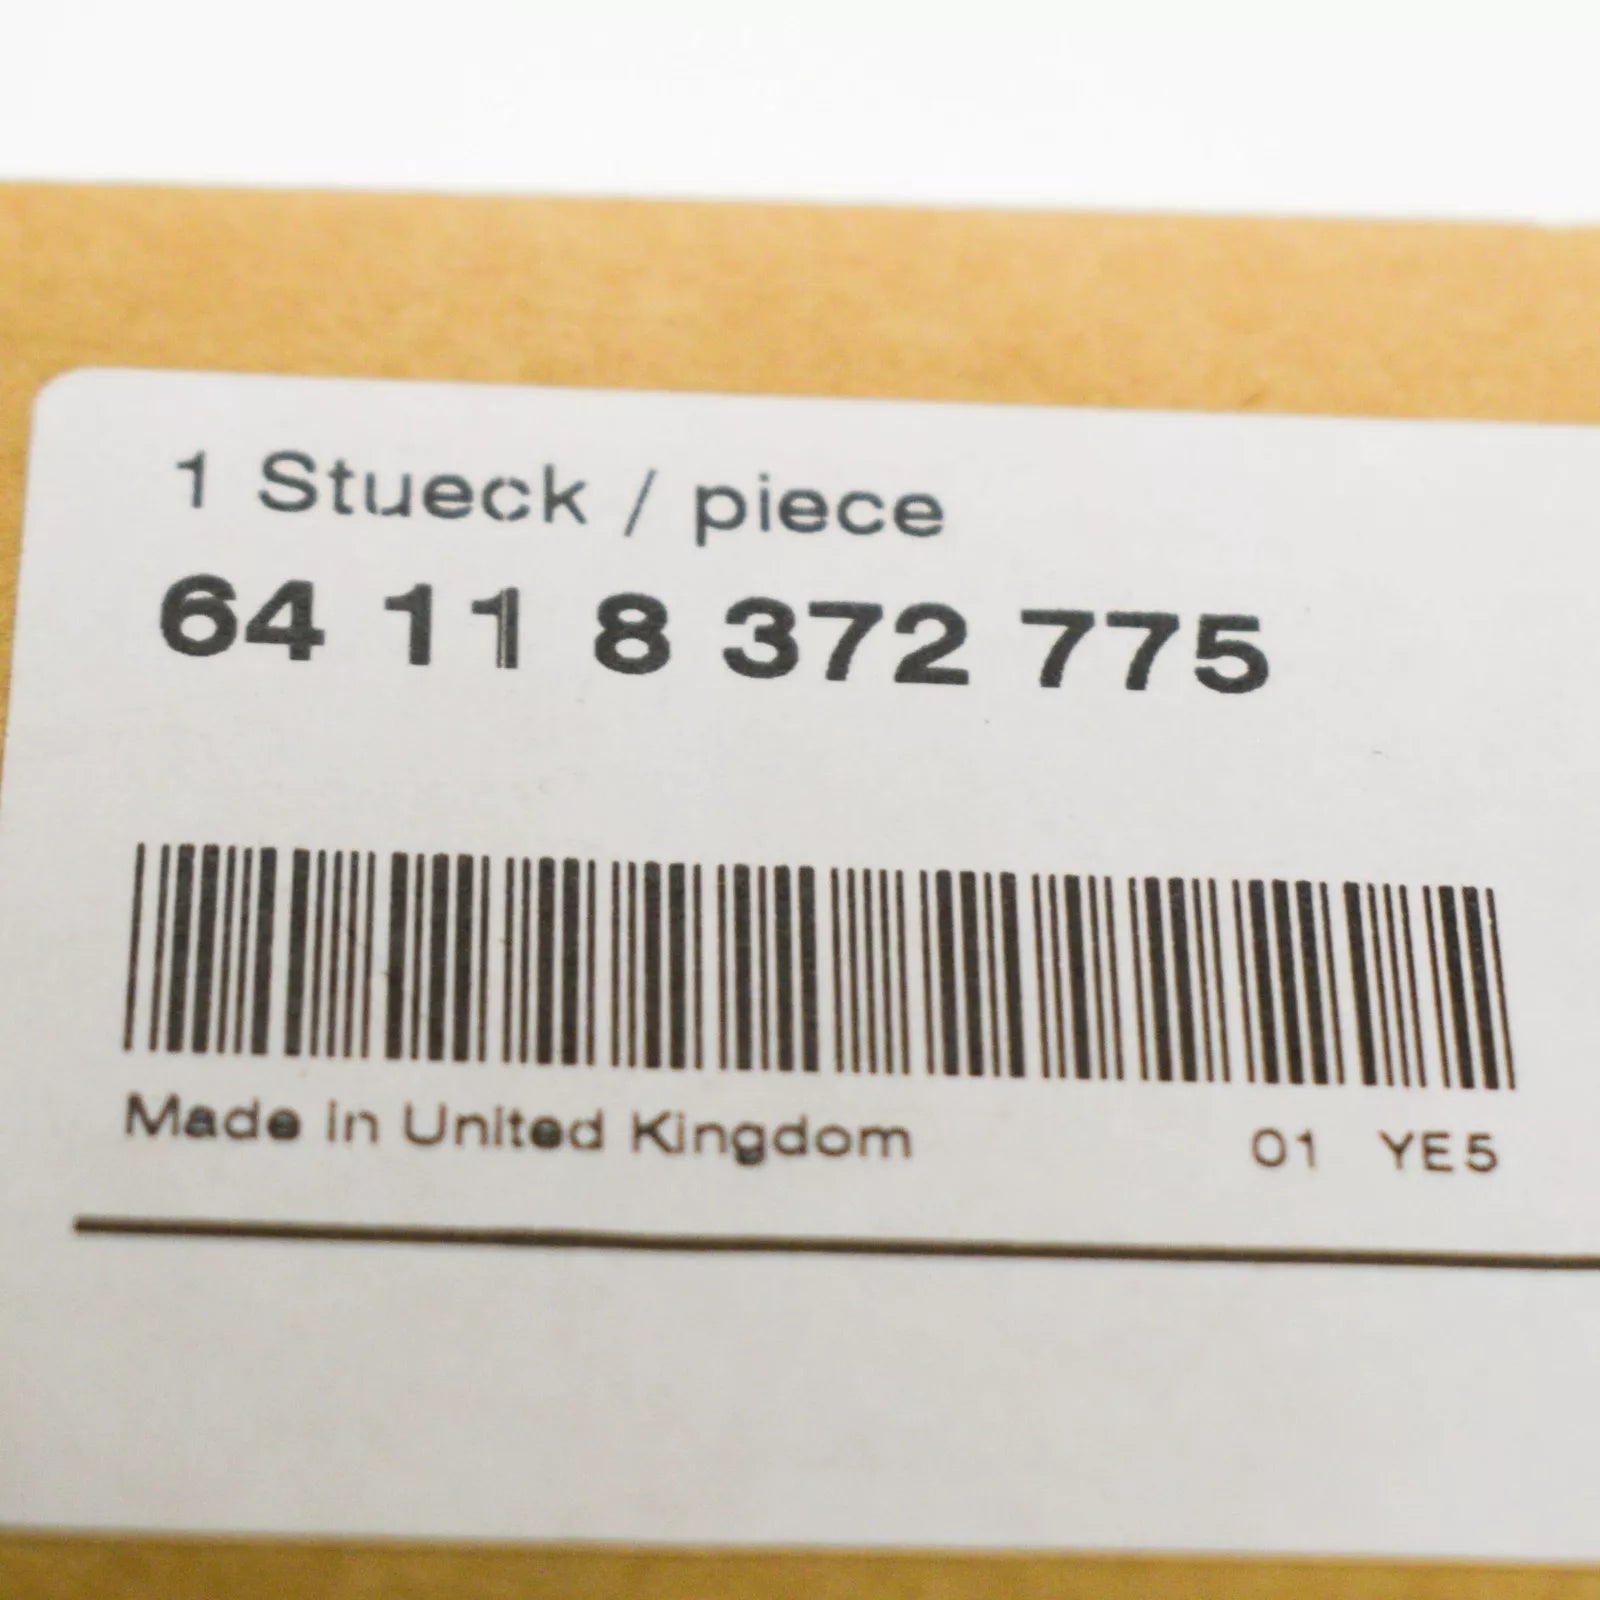 1 Stueck / piece
64 11 8 372 775
Made in United Kingdom 01 YE5